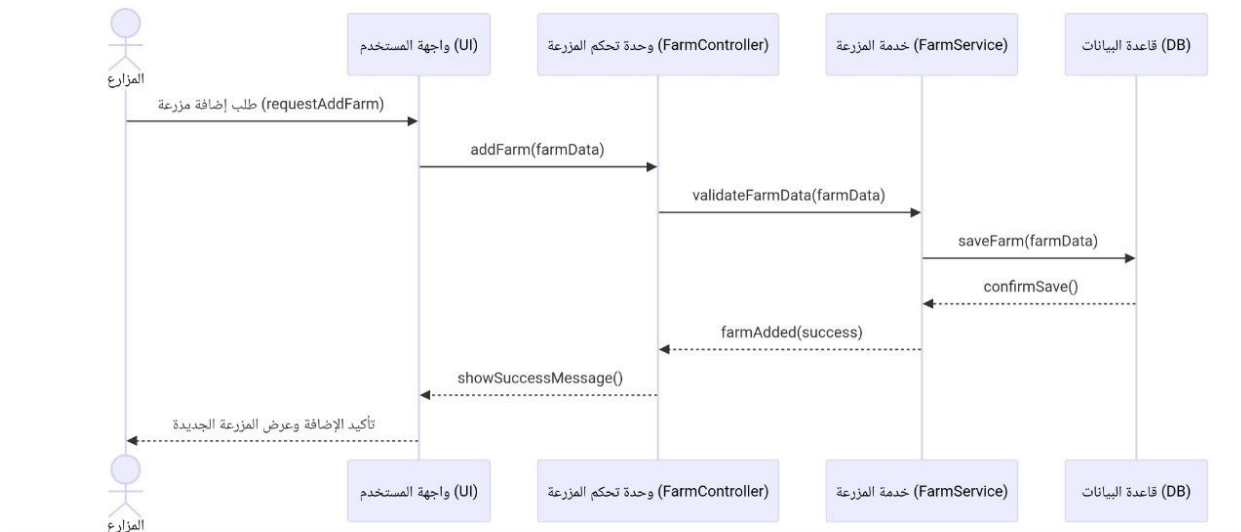 واجهة المستخدم (UI)
وحدة تحكم المزرعة (FarmController)
خدمة المزرعة (FarmService)
قاعدة البيانات (DB)
المزارع
طلب إضافة مزرعة (requestAddFarm)
addFarm(farmData)
validateFarmData(farmData)
saveFarm(farmData)
confirmSave()
farmAdded(success)
showSuccessMessage()
تأكيد الإضافة وعرض المزرعة الجديدة
واجهة المستخدم (UI)
وحدة تحكم المزرعة (FarmController)
خدمة المزرعة (FarmService)
قاعدة البيانات (DB)
المزارع